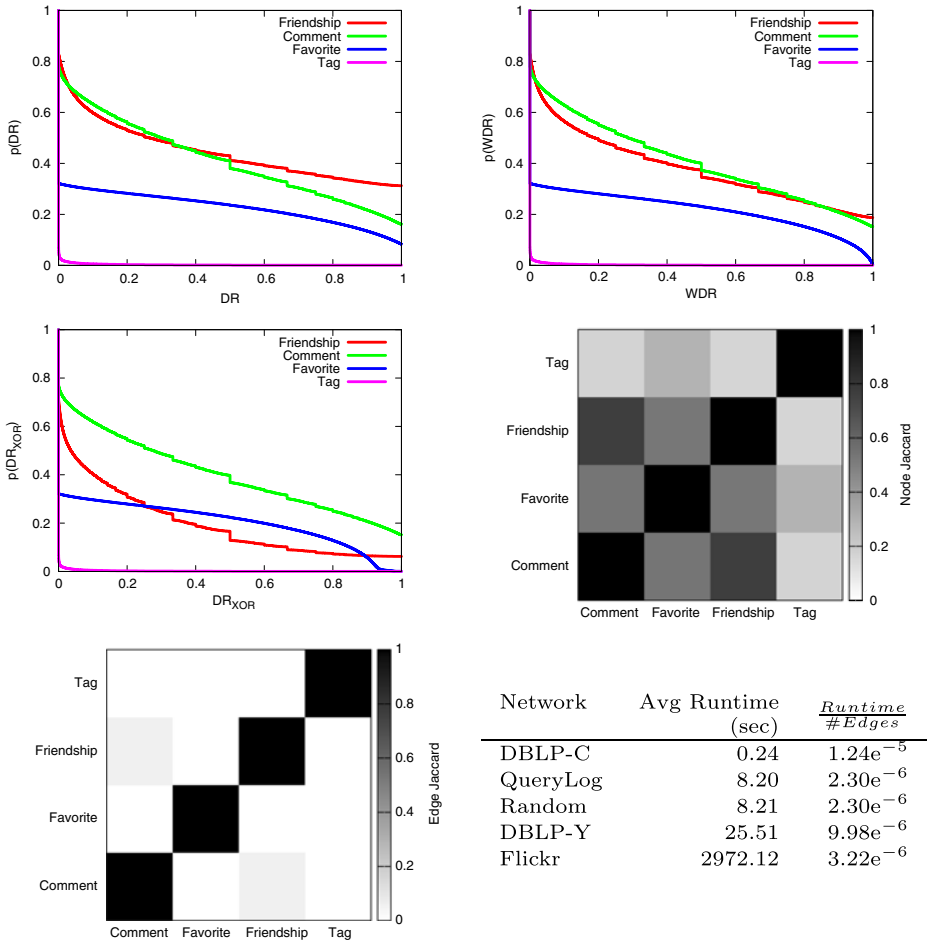 Friendship
Comment
Favorite
Tag
p(DR)
0
0.2
0.4
0.6
0.8
1
0 0.2 0.4 0.6 0.8 1
DR
Friendship
Comment
Favorite
Tag
p(WDR)
0
0.2
0.4
0.6
0.8
1
0 0.2 0.4 0.6 0.8 1
WDR
Friendship
Comment
Favorite
Tag
p(DR_XOR)
0
0.2
0.4
0.6
0.8
1
0 0.2 0.4 0.6 0.8 1
DR_XOR
Tag
Friendship
Favorite
Comment
Comment Favorite Friendship Tag
1
0.8
0.6
0.4
0.2
0
Node Jaccard
Tag
Friendship
Favorite
Comment
Comment Favorite Friendship Tag
1
0.8
0.6
0.4
0.2
0
Edge Jaccard
Network Avg Runtime (sec) Runtime / #Edges
DBLP-C 0.24 1.24e⁻⁵
QueryLog 8.20 2.30e⁻⁶
Random 8.21 2.30e⁻⁶
DBLP-Y 25.51 9.98e⁻⁶
Flickr 2972.12 3.22e⁻⁶